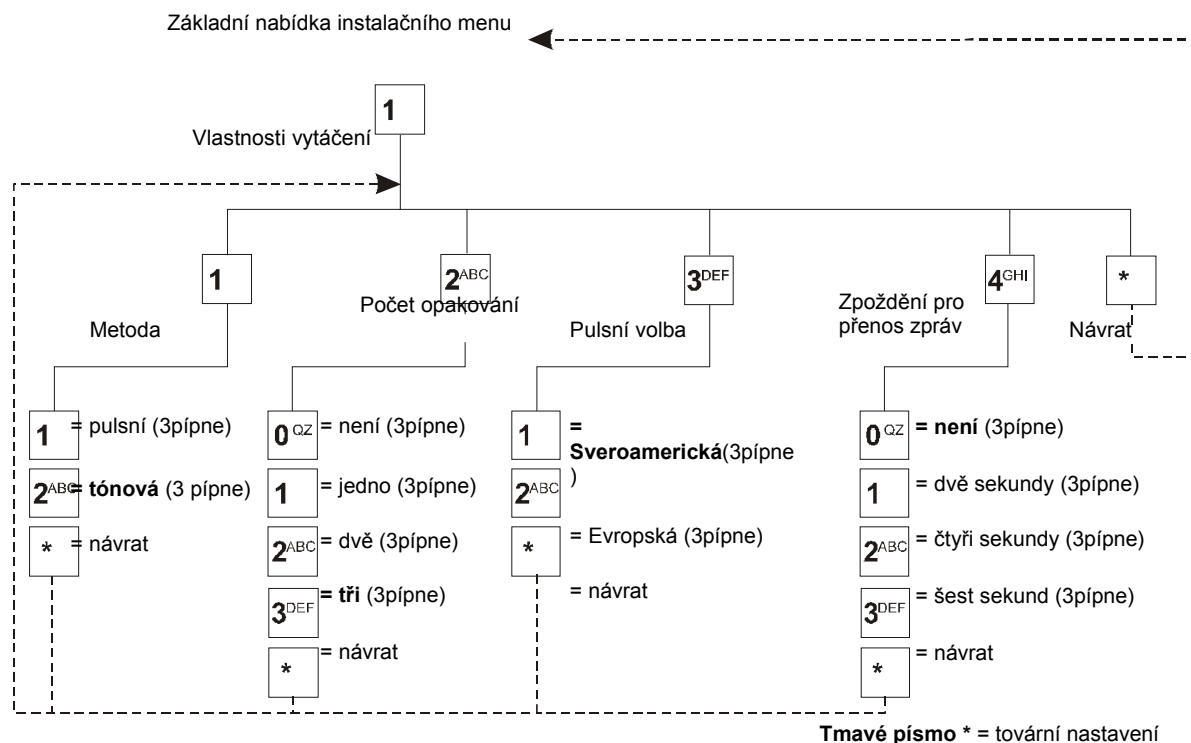 Základní nabídka instalačního menu
1
Vlastnosti vytáčení
1
2ABC
3DEF
4GHI
*
Metoda
Počet opakování
Pulsní volba
Zpoždění pro
přenos zpráv
Návrat
1 = pulsní (3pípne)
2ABC = tónová (3 pípne)
* = návrat
0QZ = není (3pípne)
1 = jedno (3pípne)
2ABC = dvě (3pípne)
3DEF = tři (3pípne)
* = návrat
1 =
Sveroamerická(3pípne
)
2ABC
* = Evropská (3pípne)
= návrat
0QZ = není (3pípne)
1 = dvě sekundy (3pípne)
2ABC = čtyři sekundy (3pípne)
3DEF = šest sekund (3pípne)
* = návrat
Tmavé písmo * = tovární nastavení